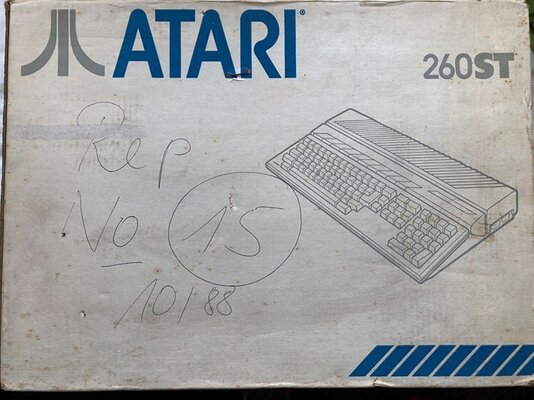 ATARI®
260ST
Rep.
No 15
10/88